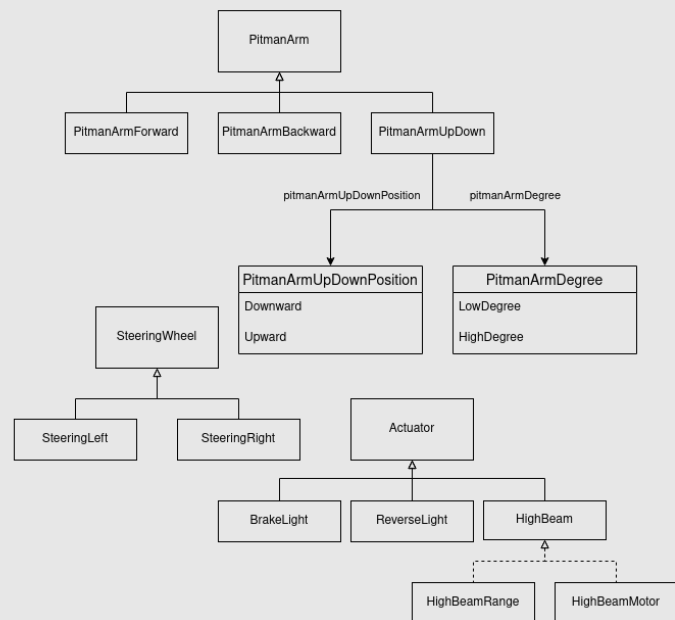 PitmanArm
PitmanArmForward
PitmanArmBackward
PitmanArmUpDown
pitmanArmUpDownPosition
pitmanArmDegree
PitmanArmUpDownPosition
Downward
Upward
PitmanArmDegree
LowDegree
HighDegree
SteeringWheel
SteeringLeft
SteeringRight
Actuator
BrakeLight
ReverseLight
HighBeam
HighBeamRange
HighBeamMotor